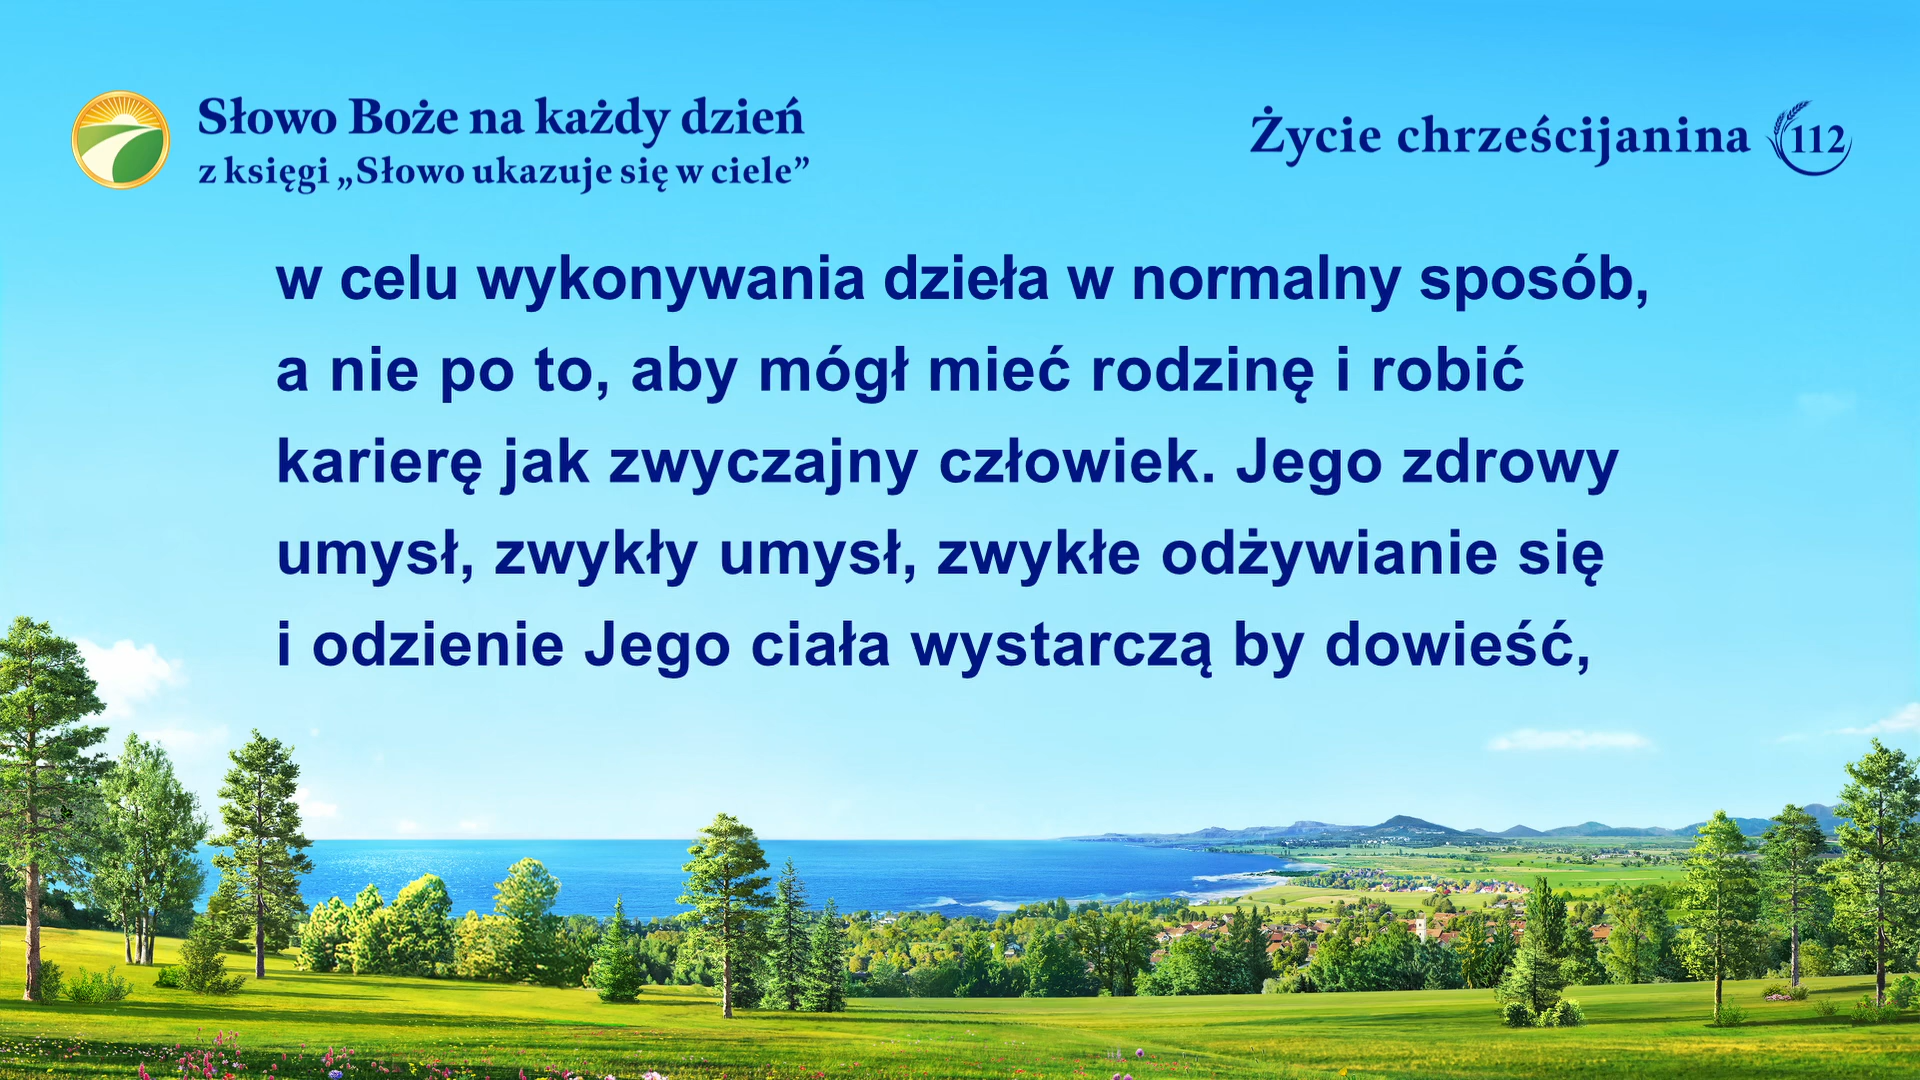 Słowo Boże na każdy dzień
z księgi „Słowo ukazuje się w ciele”
Życie chrześcijanina 112
w celu wykonywania dzieła w normalny sposób,
a nie po to, aby mógł mieć rodzinę i robić
karierę jak zwyczajny człowiek. Jego zdrowy
umysł, zwykły umysł, zwykłe odżywianie się
i odzienie Jego ciała wystarczą by dowieść,